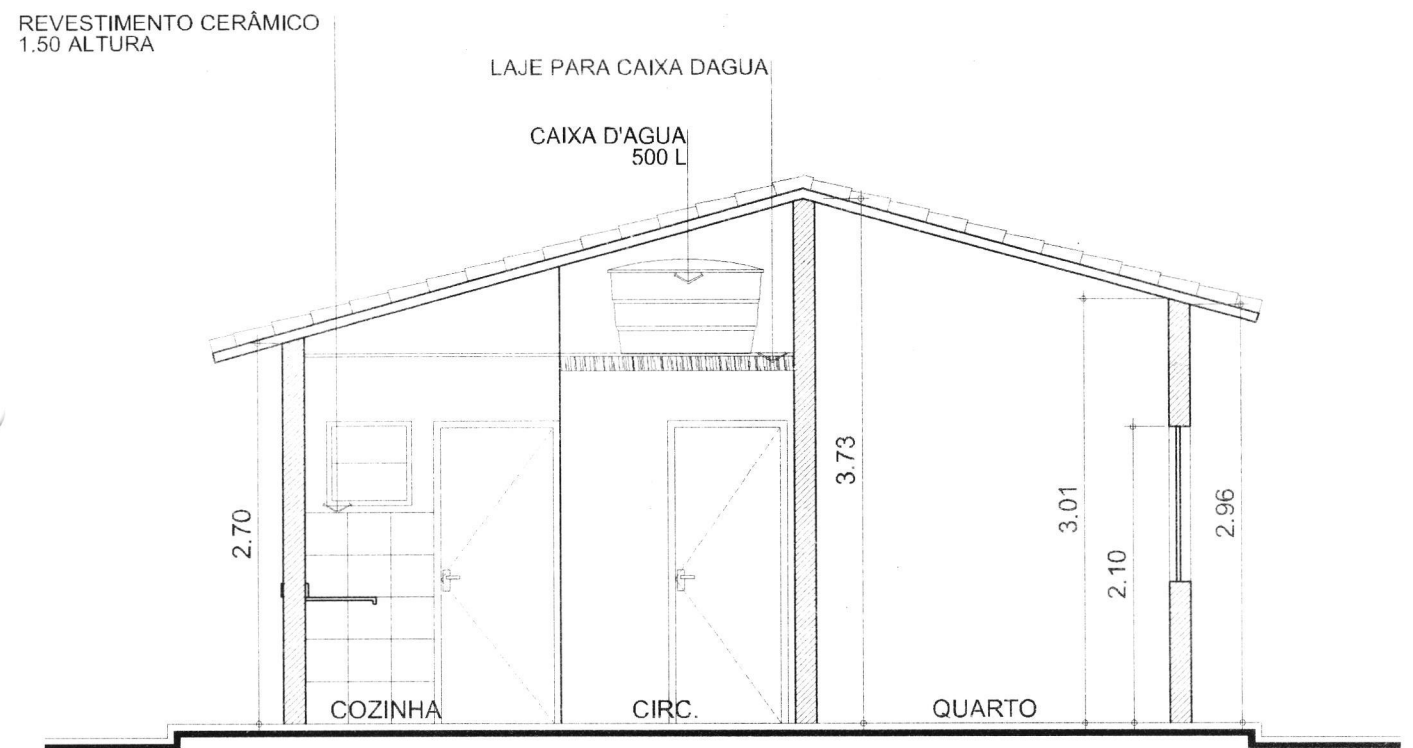 REVESTIMENTO CERÂMICO
1.50 ALTURA
LAJE PARA CAIXA DAGUA
CAIXA D'AGUA
500 L
2.70
3.73
3.01
2.10
2.96
COZINHA
CIRC.
QUARTO